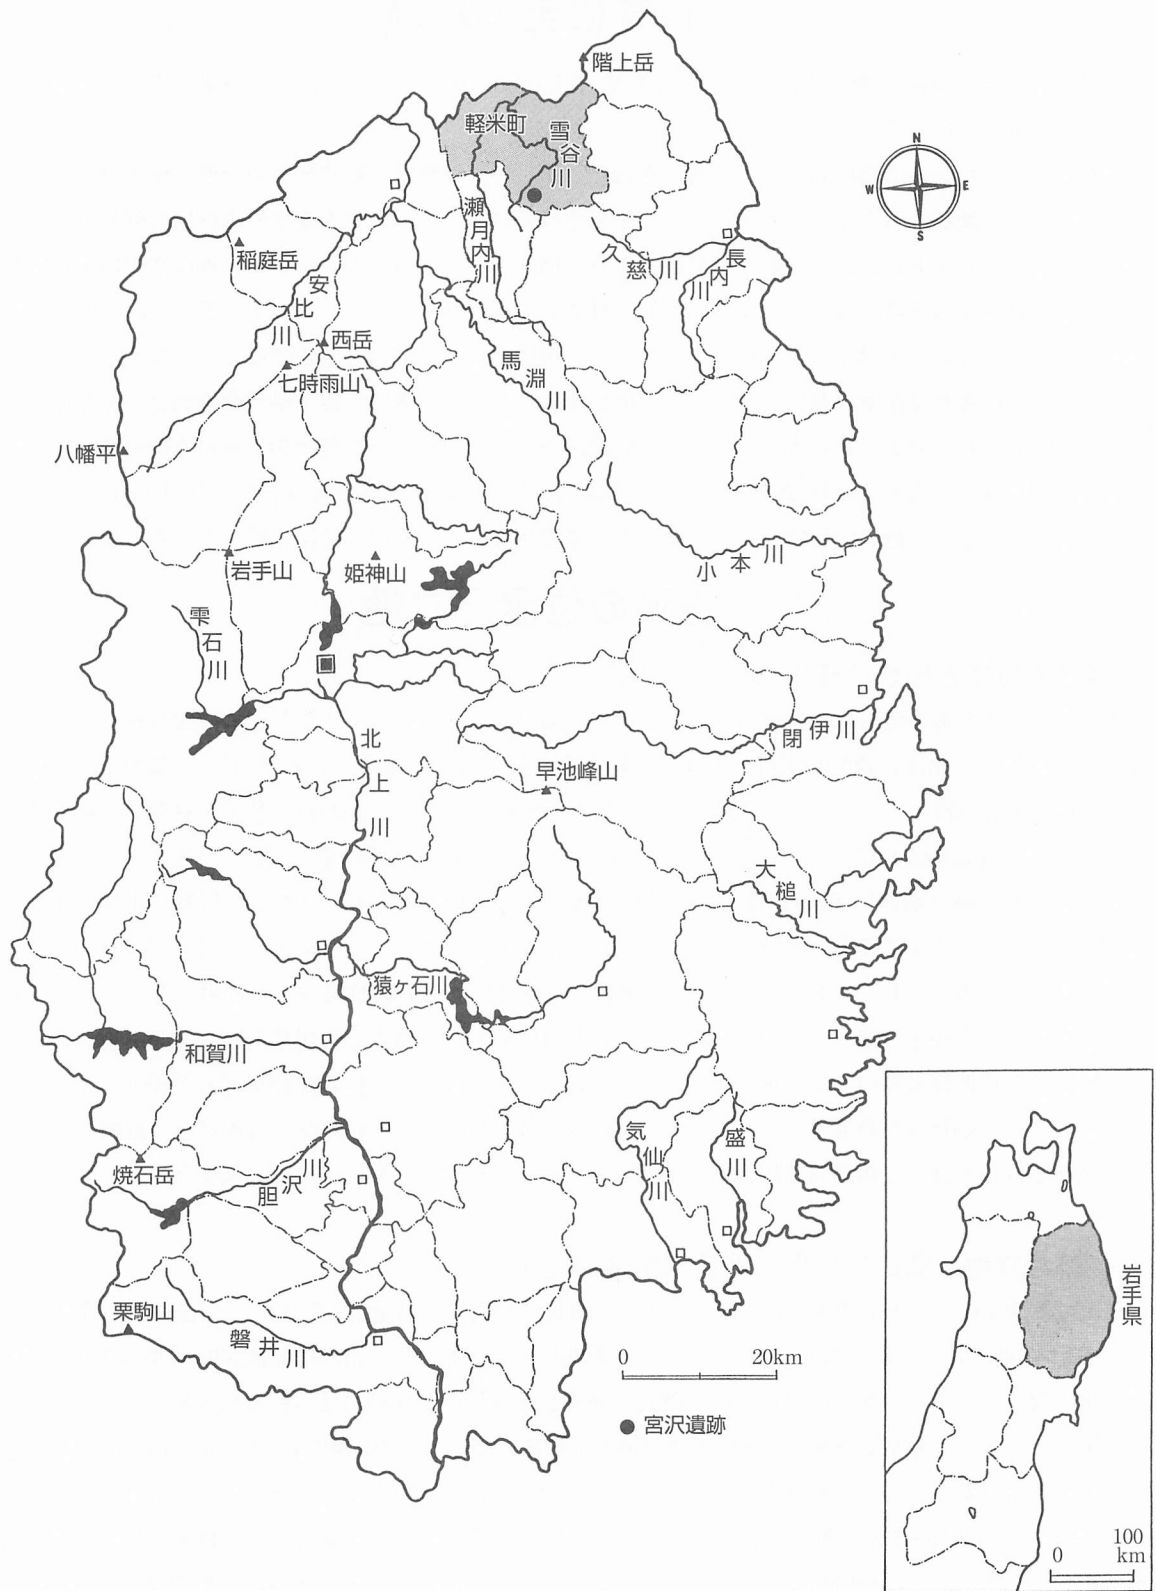 階上岳
軽米町
雪谷川
N
W
E
S
瀬月内川
稲庭岳
久慈川
長内川
安比川
西岳
七時雨山
馬淵川
八幡平
小本川
岩手山
姫神山
雫石川
閉伊川
北上川
早池峰山
大槌川
猿ヶ石川
和賀川
気仙川
盛川
焼石岳
胆沢川
栗駒山
磐井川
0 20km
●宮沢遺跡
岩手県
0 100
km